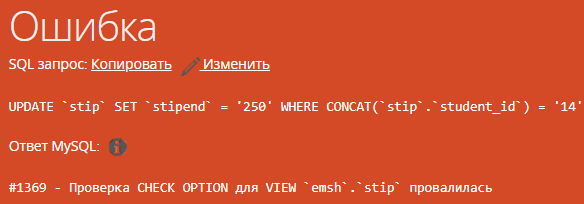 Ошибка
SQL запрос: Копировать Изменить
UPDATE `stip` SET `stipend` = '250' WHERE CONCAT(`stip`.`student_id`) = '14'
Ответ MySQL:
#1369 - Проверка CHECK OPTION для VIEW `emsh`.`stip` провалилась